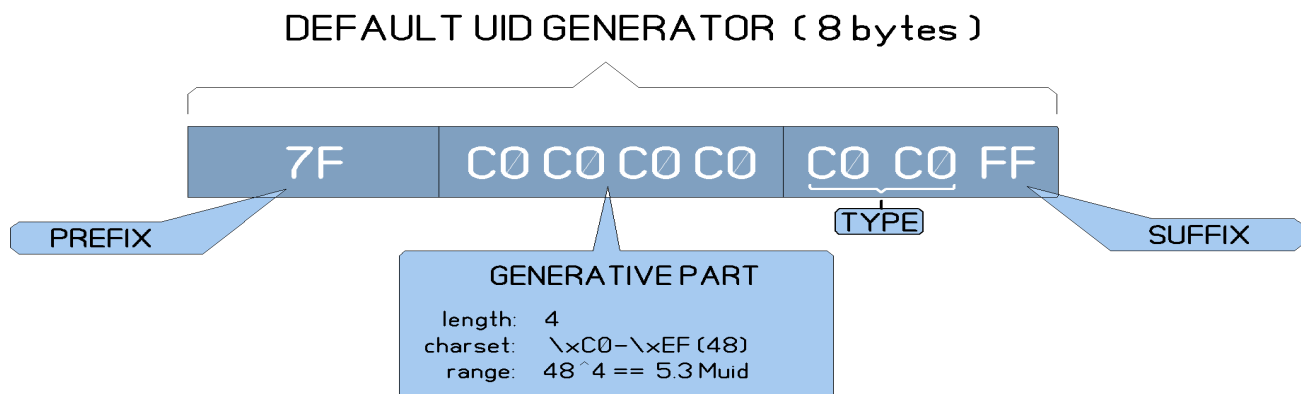 DEFAULT UID GENERATOR ( 8 bytes )
7F C0 C0 C0 C0 C0 C0 FF
PREFIX
TYPE
SUFFIX
GENERATIVE PART
length: 4
charset: \xC0-\xEF (48)
range: 48^4 == 5.3 Muid